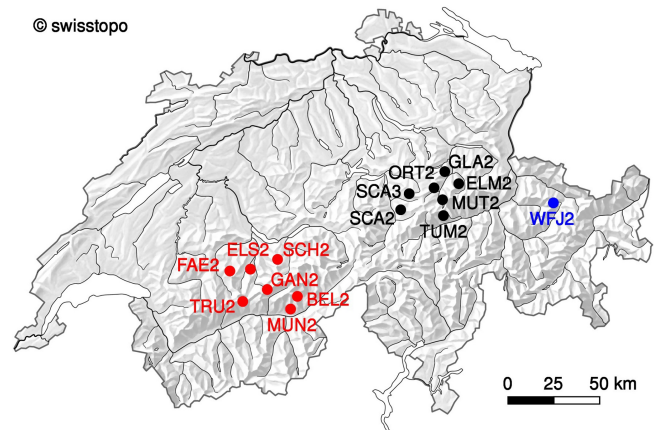 © swisstopo
GLA2
ORT2
ELM2
SCA3
MUT2
SCA2
TUM2
WFJ2
ELS2
SCH2
FAE2
GAN2
TRU2
BEL2
MUN2
0 25 50 km